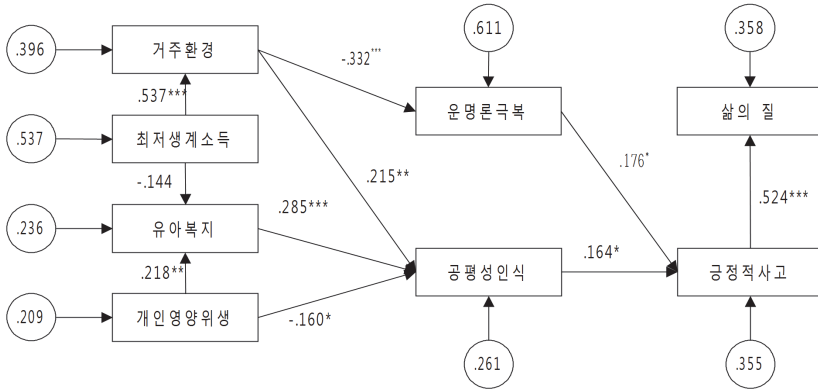 .396
거주환경
.611
.358
-.332***
.537***
운명론극복
삶의 질
.537
최저생계소득
-.144
.215**
.176*
.285***
.524***
.236
유아복지
.218**
공평성인식
.164*
긍정적사고
.209
개인영양위생
-.160*
.261
.355